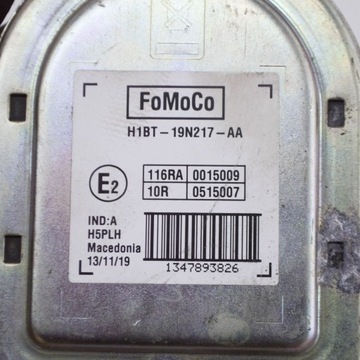 FoMoCo
H1BT-19N217-AA
E2
116RA 0015009
10R 0515007
IND:A
H5PLH
Macedonia
13/11/19
1347893826